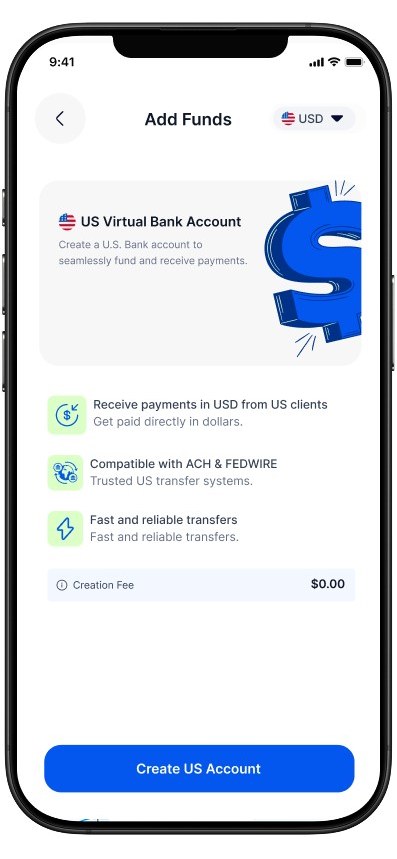 9:41
Add Funds
USD
US Virtual Bank Account
Create a U.S. Bank account to
seamlessly fund and receive payments.
Receive payments in USD from US clients
Get paid directly in dollars.
Compatible with ACH & FEDWIRE
Trusted US transfer systems.
Fast and reliable transfers
Fast and reliable transfers.
Creation Fee
$0.00
Create US Account